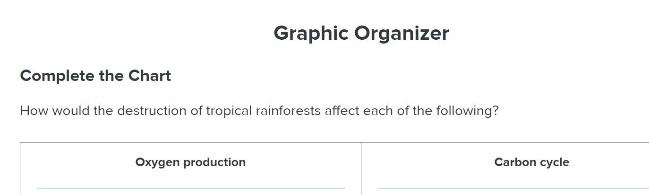 Graphic Organizer
Complete the Chart
How would the destruction of tropical rainforests affect each of the following?
Oxygen production
Carbon cycle